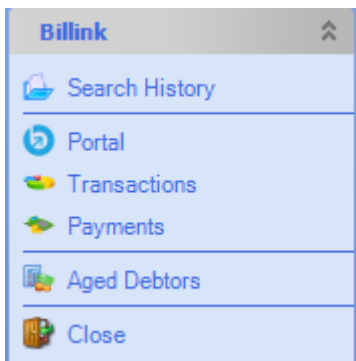 Billink
Search History
Portal
Transactions
Payments
Aged Debtors
Close